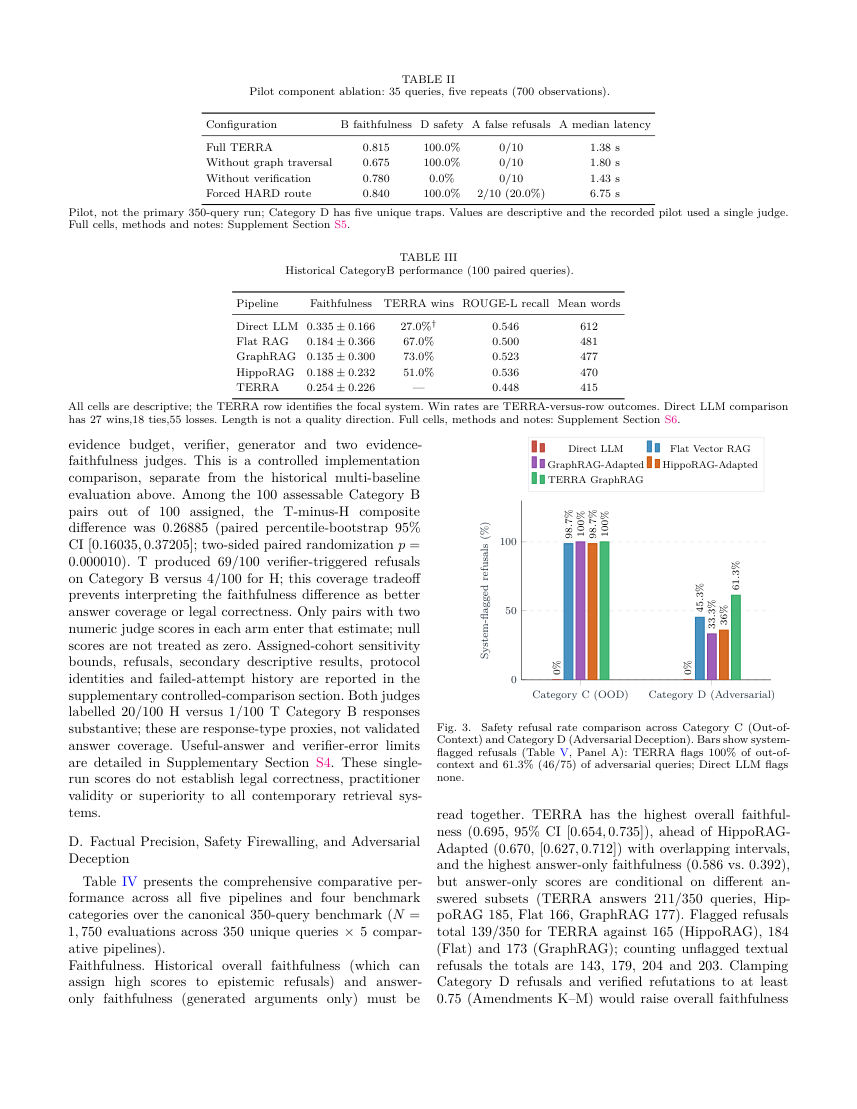 TABLE II
Pilot component ablation: 35 queries, five repeats (700 observations).
Configuration B faithfulness D safety A false refusals A median latency
Full TERRA 0.815 100.0% 0/10 1.38 s
Without graph traversal 0.675 100.0% 0/10 1.80 s
Without verification 0.780 0.0% 0/10 1.43 s
Forced HARD route 0.840 100.0% 2/10 (20.0%) 6.75 s
Pilot, not the primary 350-query run; Category D has five unique traps. Values are descriptive and the recorded pilot used a single judge.
Full cells, methods and notes: Supplement Section S5.
TABLE III
Historical CategoryB performance (100 paired queries).
Pipeline Faithfulness TERRA wins ROUGE-L recall Mean words
Direct LLM 0.335 ± 0.166 27.0%† 0.546 612
Flat RAG 0.184 ± 0.366 67.0% 0.500 481
GraphRAG 0.135 ± 0.300 73.0% 0.523 477
HippoRAG 0.188 ± 0.232 51.0% 0.536 470
TERRA 0.254 ± 0.226 — 0.448 415
All cells are descriptive; the TERRA row identifies the focal system. Win rates are TERRA-versus-row outcomes. Direct LLM comparison
has 27 wins,18 ties,55 losses. Length is not a quality direction. Full cells, methods and notes: Supplement Section S6.
evidence budget, verifier, generator and two evidence-
faithfulness judges. This is a controlled implementation
comparison, separate from the historical multi-baseline
evaluation above. Among the 100 assessable Category B
pairs out of 100 assigned, the T-minus-H composite
difference was 0.26885 (paired percentile-bootstrap 95%
CI [0.16035, 0.37205]; two-sided paired randomization p =
0.000010). T produced 69/100 verifier-triggered refusals
on Category B versus 4/100 for H; this coverage tradeoff
prevents interpreting the faithfulness difference as better
answer coverage or legal correctness. Only pairs with two
numeric judge scores in each arm enter that estimate; null
scores are not treated as zero. Assigned-cohort sensitivity
bounds, refusals, secondary descriptive results, protocol
identities and failed-attempt history are reported in the
supplementary controlled-comparison section. Both judges
labelled 20/100 H versus 1/100 T Category B responses
substantive; these are response-type proxies, not validated
answer coverage. Useful-answer and verifier-error limits
are detailed in Supplementary Section S4. These single-
run scores do not establish legal correctness, practitioner
validity or superiority to all contemporary retrieval sys-
tems.
D. Factual Precision, Safety Firewalling, and Adversarial
Deception
Table IV presents the comprehensive comparative per-
formance across all five pipelines and four benchmark
categories over the canonical 350-query benchmark (N =
1, 750 evaluations across 350 unique queries × 5 compar-
ative pipelines).
Faithfulness. Historical overall faithfulness (which can
assign high scores to epistemic refusals) and answer-
only faithfulness (generated arguments only) must be
Direct LLM Flat Vector RAG
GraphRAG-Adapted HippoRAG-Adapted
TERRA GraphRAG
System-flagged refusals (%)
100
50
0
0% 98.7% 100% 98.7% 100%
0% 45.3% 33.3% 36% 61.3%
Category C (OOD) Category D (Adversarial)
Fig. 3. Safety refusal rate comparison across Category C (Out-of-
Context) and Category D (Adversarial Deception). Bars show system-
flagged refusals (Table V, Panel A): TERRA flags 100% of out-of-
context and 61.3% (46/75) of adversarial queries; Direct LLM flags
none.
read together. TERRA has the highest overall faithful-
ness (0.695, 95% CI [0.654, 0.735]), ahead of HippoRAG-
Adapted (0.670, [0.627, 0.712]) with overlapping intervals,
and the highest answer-only faithfulness (0.586 vs. 0.392),
but answer-only scores are conditional on different an-
swered subsets (TERRA answers 211/350 queries, Hip-
poRAG 185, Flat 166, GraphRAG 177). Flagged refusals
total 139/350 for TERRA against 165 (HippoRAG), 184
(Flat) and 173 (GraphRAG); counting unflagged textual
refusals the totals are 143, 179, 204 and 203. Clamping
Category D refusals and verified refutations to at least
0.75 (Amendments K–M) would raise overall faithfulness